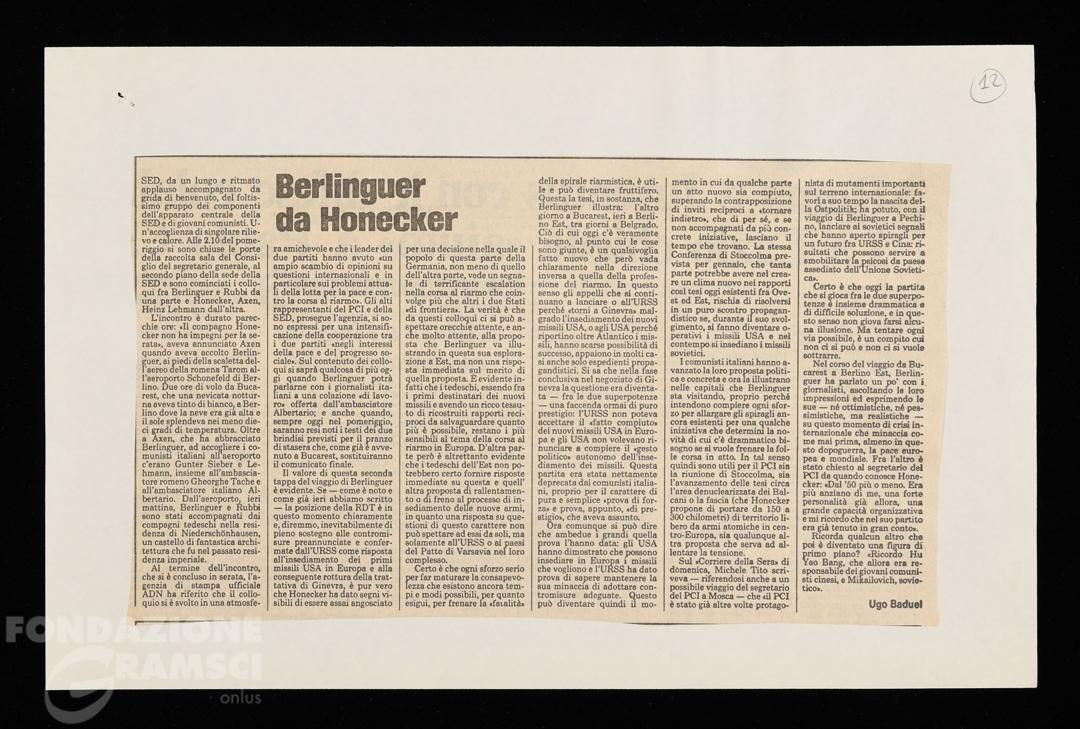 12
SED, da un lungo e ritmato
applauso accompagnato da
grida di benvenuto, del foltis-
simo gruppo dei componenti
dell'apparato centrale della
SED e di giovani comunisti. U-
n'accoglienza di singolare rilie-
vo e calore. Alle 2.10 del pome-
riggio si sono chiuse le porte
della raccolta sala del Consi-
glio del segretario generale, al
secondo piano della sede della
SED e sono cominciati i collo-
qui fra Berlinguer e Rubbi da
una parte e Honecker, Axen,
Heinz Lehmann dall'altra.
L'incontro è durato parec-
chie ore: «Il compagno Hone-
cker non ha impegni per la se-
rata», aveva annunciato Axen
quando aveva accolto Berlin-
guer, ai piedi della scaletta del-
l'aereo della romena Tarom al-
l'aeroporto Schonefeld di Ber-
lino. Due ore di volo da Buca-
rest, che una nevicata nottur-
na aveva tinto di bianco, a Ber-
lino dove la neve era già alta e
il sole splendeva nei meno die-
ci gradi di temperatura. Oltre
a Axen, che ha abbracciato
Berlinguer, ad accogliere i co-
munisti italiani all'aeroporto
c'erano Gunter Sieber e Le-
hmann, insieme all'ambascia-
tore romeno Gheorghe Tache e
all'ambasciatore italiano Al-
bertario. Dall'aeroporto, ieri
mattina, Berlinguer e Rubbi
sono stati accompagnati dai
compagni tedeschi nella resi-
denza di Niederschönhausen,
un castello di fantastica archi-
tettura che fu nel passato resi-
denza imperiale.
Al termine dell'incontro,
che si è concluso in serata, l'a-
genzia di stampa ufficiale
ADN ha riferito che il collo-
quio si è svolto in una atmosfe-
Berlinguer
da Honecker
ra amichevole e che i leader dei
due partiti hanno avuto «un
ampio scambio di opinioni su
questioni internazionali e in
particolare sui problemi attua-
li della lotta per la pace e con-
tro la corsa al riarmo». Gli alti
rappresentanti del PCI e della
SED, prosegue l'agenzia, si so-
no espressi per una intensifi-
cazione della cooperazione tra
i due partiti «negli interessi
della pace e del progresso so-
ciale». Sul contenuto dei collo-
qui si saprà qualcosa di più og-
gi quando Berlinguer potrà
parlarne con i giornalisti ita-
liani a una colazione «di lavo-
ro» offerta dall'ambasciatore
Albertario; e anche quando,
sempre oggi nel pomeriggio,
saranno resi noti i testi dei due
brindisi previsti per il pranzo
di stasera che, come già è avve-
nuto a Bucarest, sostituiranno
il comunicato finale.
Il valore di questa seconda
tappa del viaggio di Berlinguer
è evidente. Se — come è noto e
come già ieri abbiamo scritto
— la posizione della RDT è in
questo momento chiaramente
e, diremmo, inevitabilmente di
pieno sostegno alle contromi-
sure preannunciate e confer-
mate dall'URSS come risposta
all'insediamento dei primi
missili USA in Europa e alla
conseguente rottura della trat-
tativa di Ginevra, è pur vero
che Honecker ha dato segni vi-
sibili di essere assai angosciato
per una decisione nella quale il
popolo di questa parte della
Germania, non meno di quello
dell'altra parte, vede un segna-
le di terrificante escalation
nella corsa al riarmo che coin-
volge più che altri i due Stati
«di frontiera». La verità è che
da questi colloqui ci si può a-
spettare orecchie attente, e an-
che molto attente, alla propo-
sta che Berlinguer va illu-
strando in questa sua esplora-
zione a Est, ma non una rispo-
sta immediata sul merito di
quella proposta. È evidente in-
fatti che i tedeschi, essendo fra
i primi destinatari dei nuovi
missili e avendo un ricco tessu-
to di ricostruiti rapporti reci-
proci da salvaguardare quanto
più è possibile, restano i più
sensibili al tema della corsa al
riarmo in Europa. D'altra par-
te però è altrettanto evidente
che i tedeschi dell'Est non po-
trebbero certo fornire risposte
immediate su questa e quell'
altra proposta di rallentamen-
to o di freno al processo di in-
sediamento delle nuove armi,
in quanto una risposta su que-
stioni di questo carattere non
può spettare ad essi da soli, ma
solamente all'URSS o ai paesi
del Patto di Varsavia nel loro
complesso.
Certo è che ogni sforzo serio
per far maturare la consapevo-
lezza che esistono ancora tem-
pi e modi possibili, per quanto
esigui, per frenare la «fatalità»
della spirale riarmistica, è uti-
le e può diventare fruttifero.
Questa la tesi, in sostanza, che
Berlinguer illustra: l'altro
giorno a Bucarest, ieri a Berli-
no Est, tra giorni a Belgrado.
Ciò di cui oggi c'è veramente
bisogno, al punto cui le cose
sono giunte, è un qualsivoglia
fatto nuovo che però vada
chiaramente nella direzione
inversa a quella della profes-
sione del riarmo. In questo
senso gli appelli che si conti-
nuano a lanciare o all'URSS
perché «torni a Ginevra» mal-
grado l'insediamento dei nuovi
missili USA, o agli USA perché
riportino oltre Atlantico i mis-
sili, hanno scarse possibilità di
successo, appaiono in molti ca-
si anche solo espedienti propa-
gandistici. Si sa che nella fase
conclusiva nel negoziato di Gi-
nevra la questione era diventa-
ta — fra le due superpotenze
— una faccenda ormai di puro
prestigio: l'URSS non poteva
accettare il «fatto compiuto»
dei nuovi missili USA in Euro-
pa e gli USA non volevano ri-
nunciare a compiere il «gesto
politico» autonomo dell'inse-
diamento dei missili. Questa
partita era stata nettamente
deprecata dai comunisti italia-
ni, proprio per il carattere di
pura e semplice «prova di for-
za» e prova, appunto, «di pre-
stigio», che aveva assunto.
Ora comunque si può dire
che ambedue i grandi quella
prova l'hanno data: gli USA
hanno dimostrato che possono
insediare in Europa i missili
che vogliono e l'URSS ha dato
prova di sapere mantenere la
sua minaccia di adottare con-
tromisure adeguate. Questo
può diventare quindi il mo-
mento in cui da qualche parte
un atto nuovo sia compiuto,
superando la contrapposizione
di inviti reciproci a «tornare
indietro», che di per sé, e se
non accompagnati da più con-
crete iniziative, lasciano il
tempo che trovano. La stessa
Conferenza di Stoccolma pre-
vista per gennaio, che tanta
parte potrebbe avere nel crea-
re un clima nuovo nei rapporti
così tesi oggi esistenti fra Ove-
st ed Est, rischia di risolversi
in un puro scontro propagan-
distico se, durante il suo svol-
gimento, si fanno diventare o-
perativi i missili USA e nel
contempo si insediano i missili
sovietici.
I comunisti italiani hanno a-
vanzato la loro proposta politi-
ca e concreta e ora la illustrano
nelle capitali che Berlinguer
sta visitando, proprio perché
intendono compiere ogni sfor-
zo per allargare gli spiragli an-
cora esistenti per una qualche
iniziativa che determini la no-
vità di cui c'è drammatico bi-
sogno se si vuole frenare la fol-
le corsa in atto. In tal senso
quindi sono utili per il PCI sia
la riunione di Stoccolma, sia
l'avanzamento delle tesi circa
l'area denuclearizzata dei Bal-
cani o la fascia (che Honecker
propone di portare da 150 a
300 chilometri) di territorio li-
bero da armi atomiche in cen-
tro-Europa, sia qualunque al-
tra proposta che serva ad al-
lentare la tensione.
Sul «Corriere della Sera» di
domenica, Michele Tito scri-
veva — riferendosi anche a un
possibile viaggio del segretario
del PCI a Mosca — che «il PCI
è stato già altre volte protago-
nista di mutamenti importanti
sul terreno internazionale: fa-
vorì a suo tempo la nascita del-
la Ostpolitik; ha potuto, con il
viaggio di Berlinguer a Pechi-
no, lanciare ai sovietici segnali
che hanno aperto spiragli per
un futuro fra URSS e Cina: ri-
sultati che possono servire a
smobilitare la psicosi da paese
assediato dell'Unione Sovieti-
ca».
Certo è che oggi la partita
che si gioca fra le due superpo-
tenze è insieme drammatica e
di difficile soluzione, e in que-
sto senso non giova farsi alcu-
na illusione. Ma tentare ogni
via possibile, è un compito cui
non ci si può e non ci si vuole
sottrarre.
Nel corso del viaggio da Bu-
carest a Berlino Est, Berlin-
guer ha parlato un po' con i
giornalisti, ascoltando le loro
impressioni ed esprimendo le
sue — né ottimistiche, né pes-
simistiche, ma realistiche —
su questo momento di crisi in-
ternazionale che minaccia co-
me mai prima, almeno in que-
sto dopoguerra, la pace euro-
pea e mondiale. Fra l'altro è
stato chiesto al segretario del
PCI da quando conosce Hone-
cker: «Dal '50 più o meno. Era
più anziano di me, una forte
personalità già allora, una
grande capacità organizzativa
e mi ricordo che nel suo partito
era già tenuto in gran conto».
Ricorda qualcun altro che
poi è diventato una figura di
primo piano? «Ricordo Hu
Yao Bang, che allora era re-
sponsabile dei giovani comuni-
sti cinesi, e Mikailovich, sovie-
tico».
Ugo Baduel
FONDAZIONE
GRAMSCI
onlus